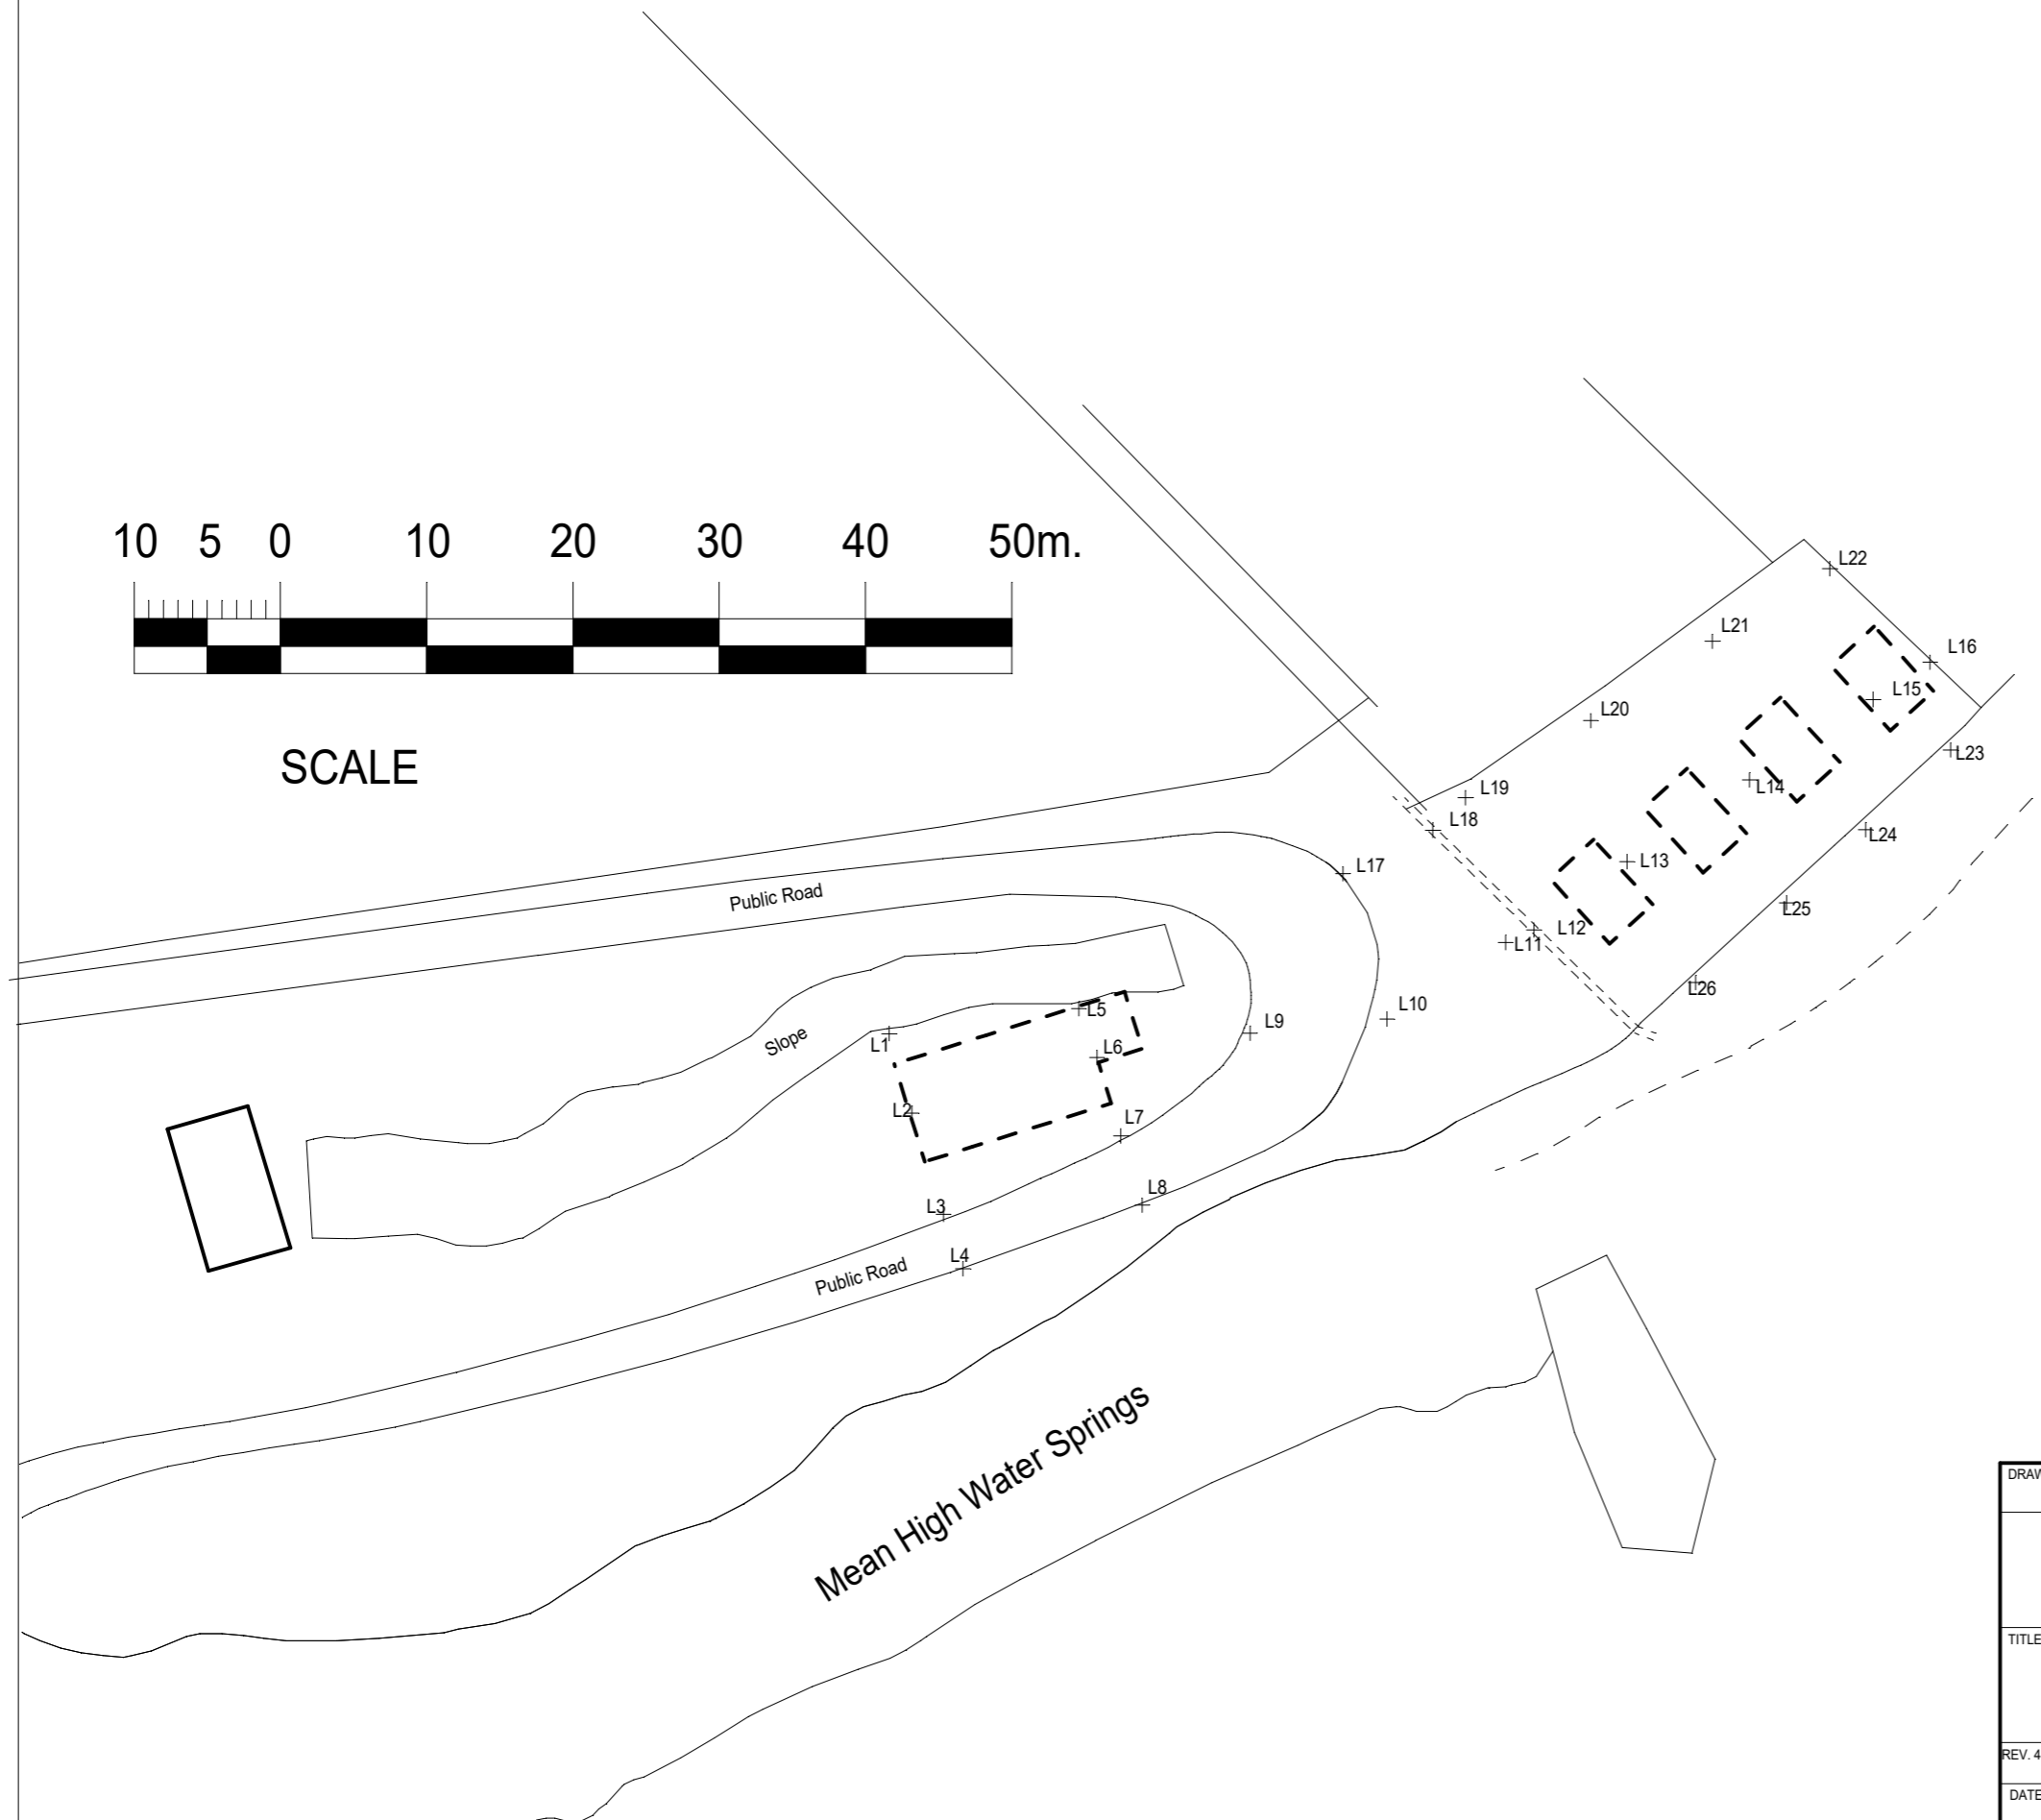 10 5 0 10 20 30 40 50m.
SCALE
L22
L21
L16
L15
L20
L23
L14
L19
L18
L24
L13
L17
Public Road
L25
L12
L11
L26
L5
L10
L9
L1
Slope
L6
L2
L7
L8
L3
L4
Public Road
Mean High Water Springs
DRAW
TITLE
REV. 4
DATE